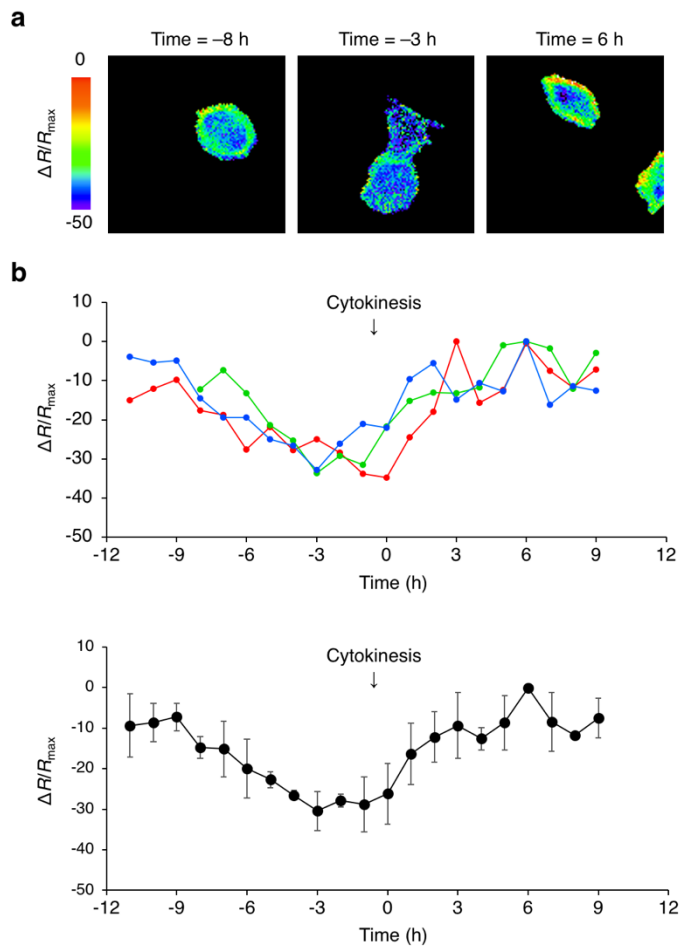 a
Time = –8 h
Time = –3 h
Time = 6 h
0
ΔR/Rmax
-50
b
10
0
-10
-20
-30
-40
-50
ΔR/Rmax
Cytokinesis
↓
-12 -9 -6 -3 0 3 6 9 12
Time (h)
10
0
-10
-20
-30
-40
-50
ΔR/Rmax
Cytokinesis
↓
-12 -9 -6 -3 0 3 6 9 12
Time (h)